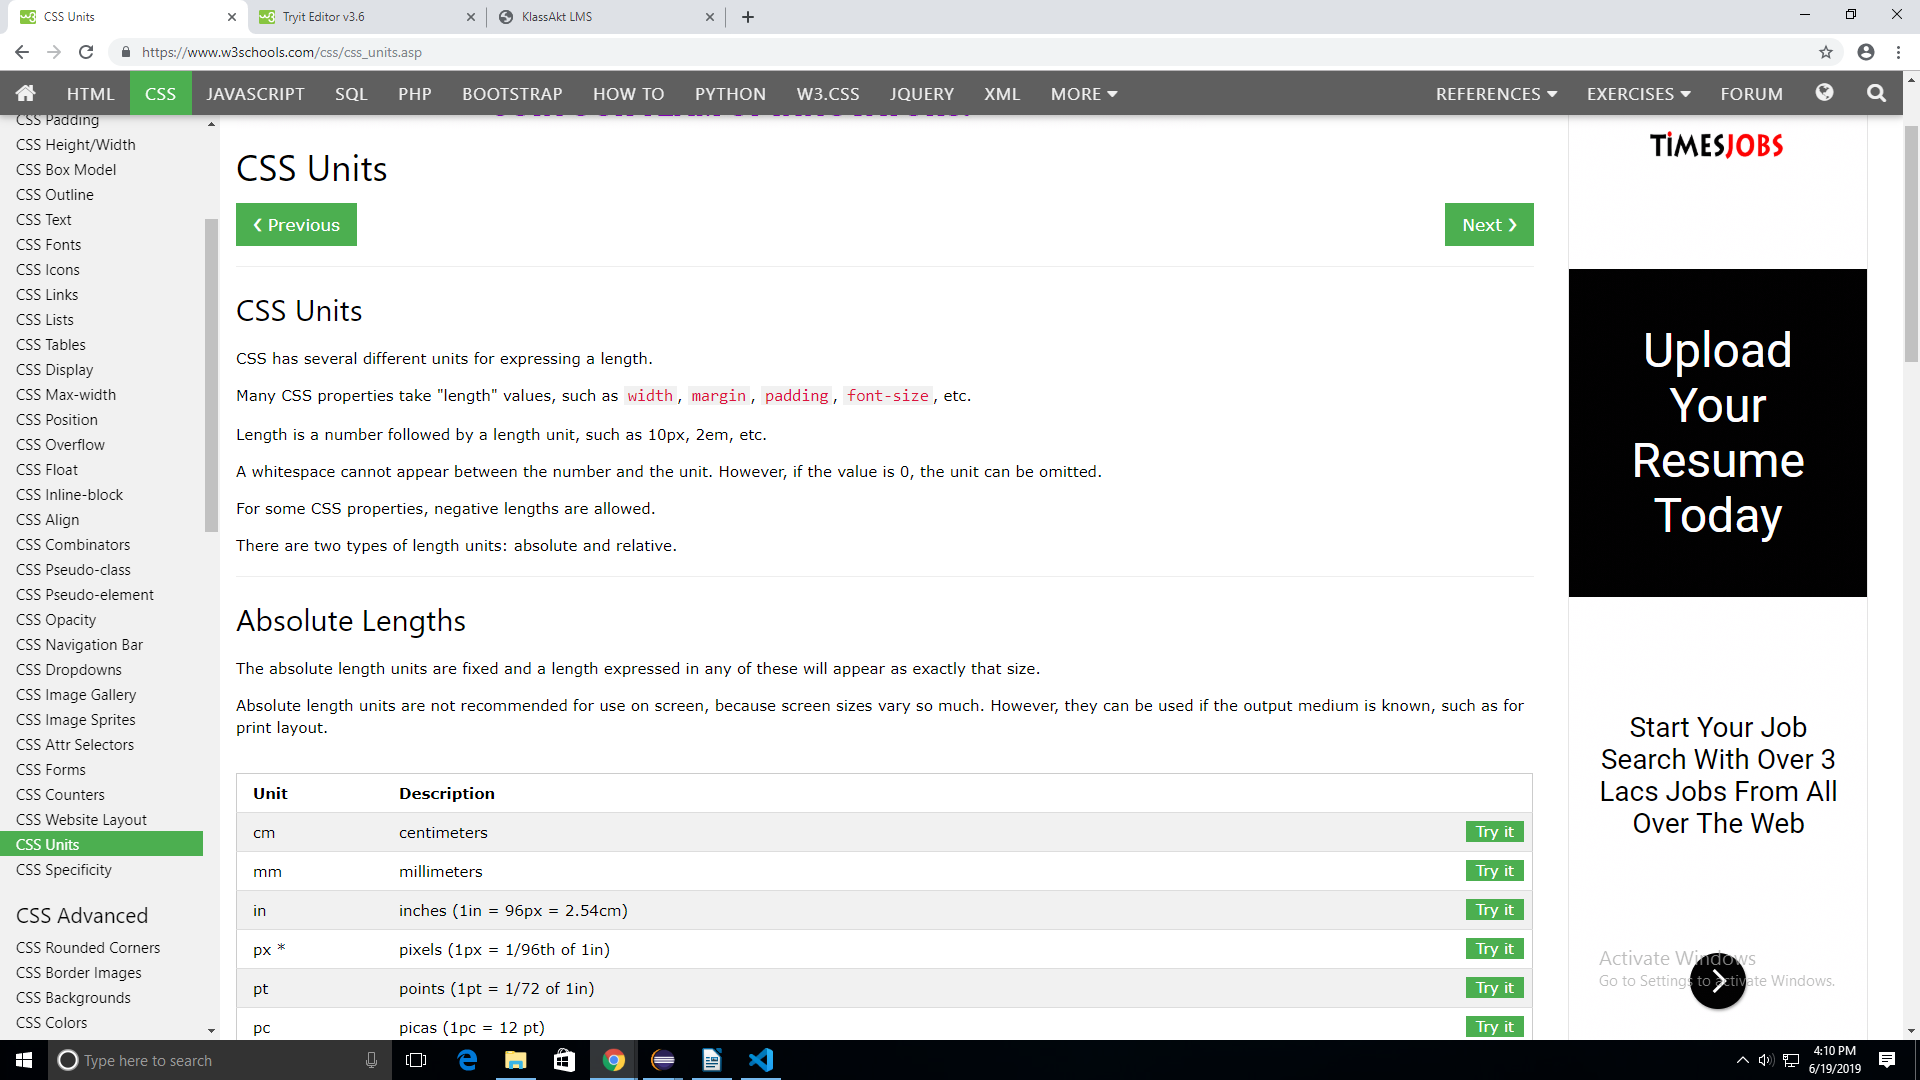 CSS Units
Tryit Editor v3.6
KlassAkt LMS
https://www.w3schools.com/css/css_units.asp
HTML CSS JAVASCRIPT SQL PHP BOOTSTRAP HOW TO PYTHON W3.CSS JQUERY XML MORE REFERENCES EXERCISES FORUM
CSS Padding
CSS Height/Width
CSS Box Model
CSS Outline
CSS Text
CSS Fonts
CSS Icons
CSS Links
CSS Lists
CSS Tables
CSS Display
CSS Max-width
CSS Position
CSS Overflow
CSS Float
CSS Inline-block
CSS Align
CSS Combinators
CSS Pseudo-class
CSS Pseudo-element
CSS Opacity
CSS Navigation Bar
CSS Dropdowns
CSS Image Gallery
CSS Image Sprites
CSS Attr Selectors
CSS Forms
CSS Counters
CSS Website Layout
CSS Units
CSS Specificity
CSS Advanced
CSS Rounded Corners
CSS Border Images
CSS Backgrounds
CSS Colors
CSS Units
❮ Previous
Next ❯
CSS Units
CSS has several different units for expressing a length.
Many CSS properties take "length" values, such as width, margin, padding, font-size, etc.
Length is a number followed by a length unit, such as 10px, 2em, etc.
A whitespace cannot appear between the number and the unit. However, if the value is 0, the unit can be omitted.
For some CSS properties, negative lengths are allowed.
There are two types of length units: absolute and relative.
Absolute Lengths
The absolute length units are fixed and a length expressed in any of these will appear as exactly that size.
Absolute length units are not recommended for use on screen, because screen sizes vary so much. However, they can be used if the output medium is known, such as for
print layout.
Unit Description
cm centimeters Try it
mm millimeters Try it
in inches (1in = 96px = 2.54cm) Try it
px * pixels (1px = 1/96th of 1in) Try it
pt points (1pt = 1/72 of 1in) Try it
pc picas (1pc = 12 pt) Try it
TIMESJOBS
Upload
Your
Resume
Today
Start Your Job
Search With Over 3
Lacs Jobs From All
Over The Web
Activate Windows
Go to Settings to activate Windows.
Type here to search
4:10 PM
6/19/2019